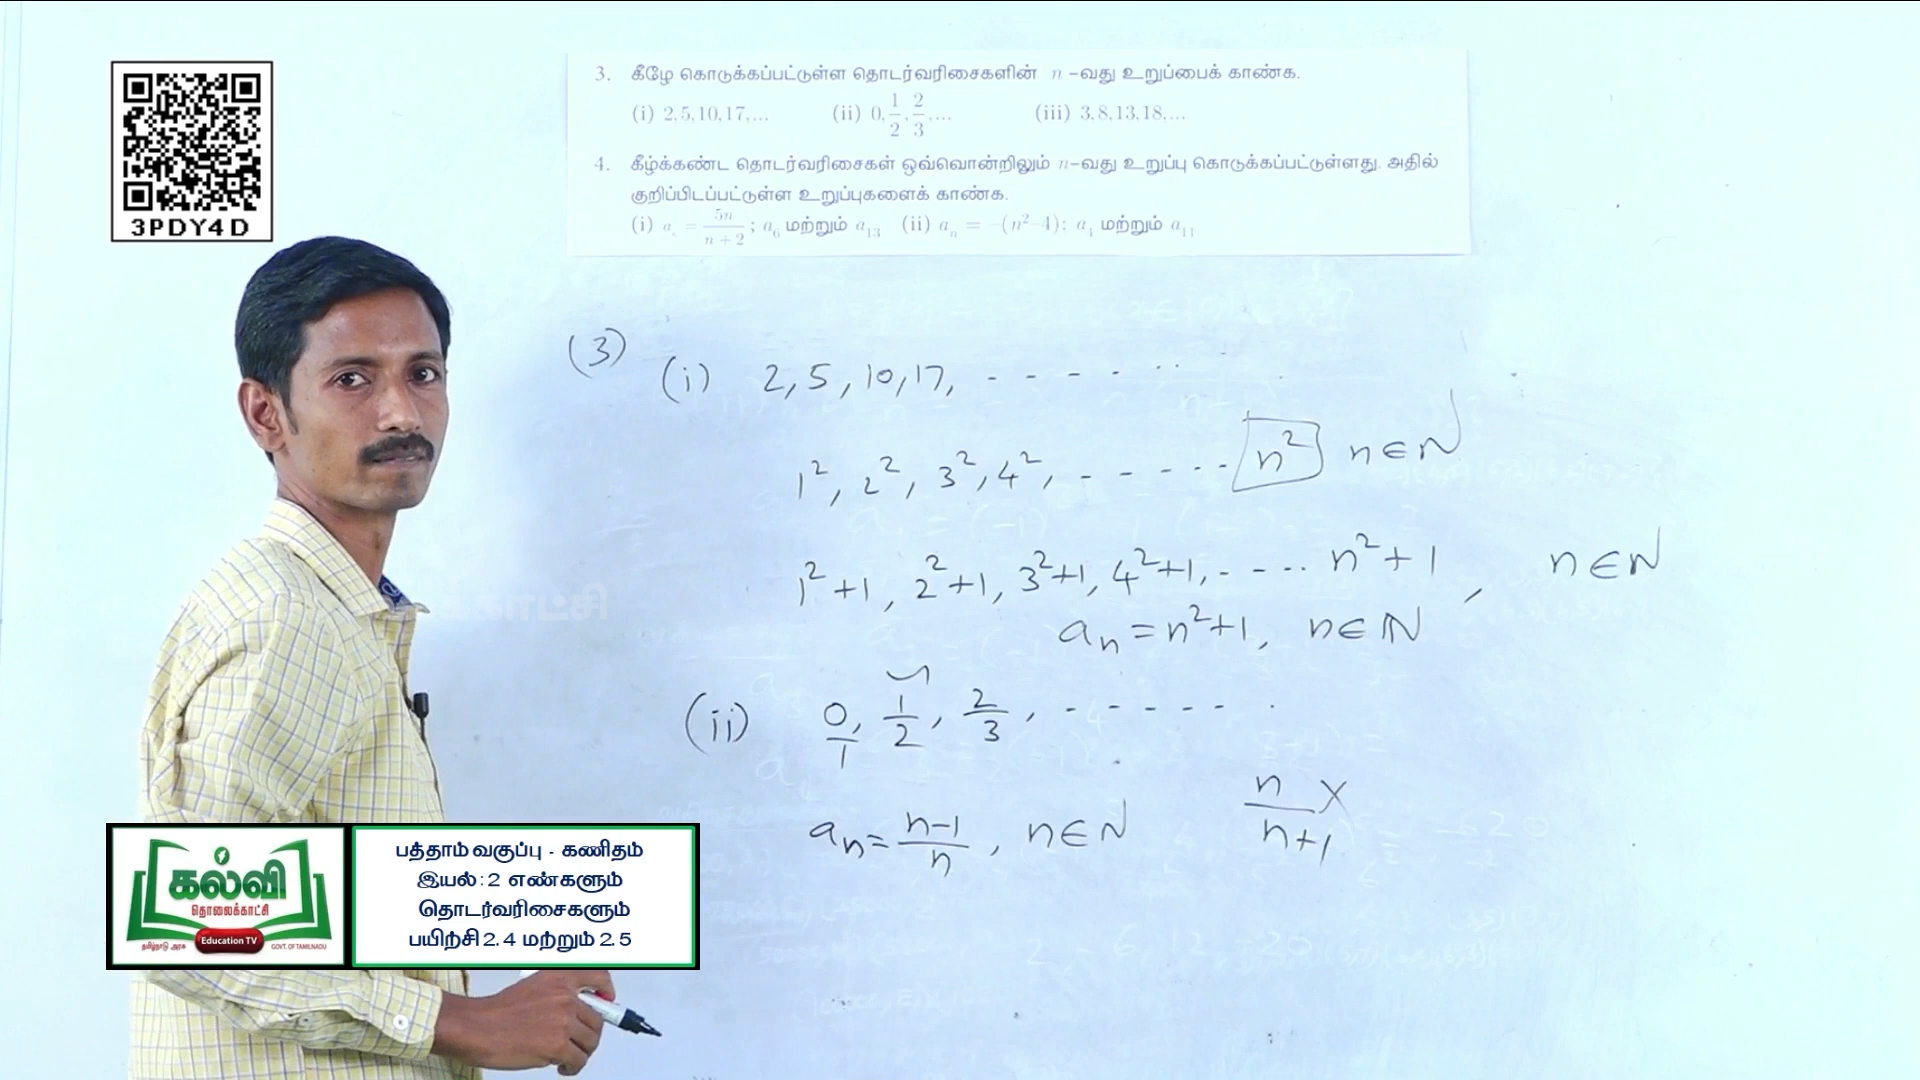 3PDY4D
3. கீழே கொடுக்கப்பட்டுள்ள தொடர்வரிசைகளின் n –வது உறுப்பைக் காண்க.
(i) 2,5,10,17,... (ii) 0, 1/2, 2/3,... (iii) 3,8,13,18,...
4. கீழ்க்கண்ட தொடர்வரிசைகள் ஒவ்வொன்றிலும் n–வது உறுப்பு கொடுக்கப்பட்டுள்ளது. அதில்
குறிப்பிடப்பட்டுள்ள உறுப்புகளைக் காண்க.
(i) aₙ = 5n/(n+2) ; a₆ மற்றும் a₁₃ (ii) aₙ = –(n²–4); a₄ மற்றும் a₁₁
(3) (i) 2, 5, 10, 17, - - - - - ..
1², 2², 3², 4², - - - - .. n² n∈N
1²+1, 2²+1, 3²+1, 4²+1, - - - .. n²+1, n∈N
aₙ = n²+1, n∈ℕ
(ii) 0/1, 1/2, 2/3, - - - - - - .
aₙ = (n-1)/n, n∈N n/(n+1) X
கல்வி
தொலைக்காட்சி
தமிழ்நாடு அரசு Education TV GOVT. OF TAMILNADU
பத்தாம் வகுப்பு - கணிதம்
இயல் : 2 எண்களும்
தொடர்வரிசைகளும்
பயிற்சி 2.4 மற்றும் 2.5